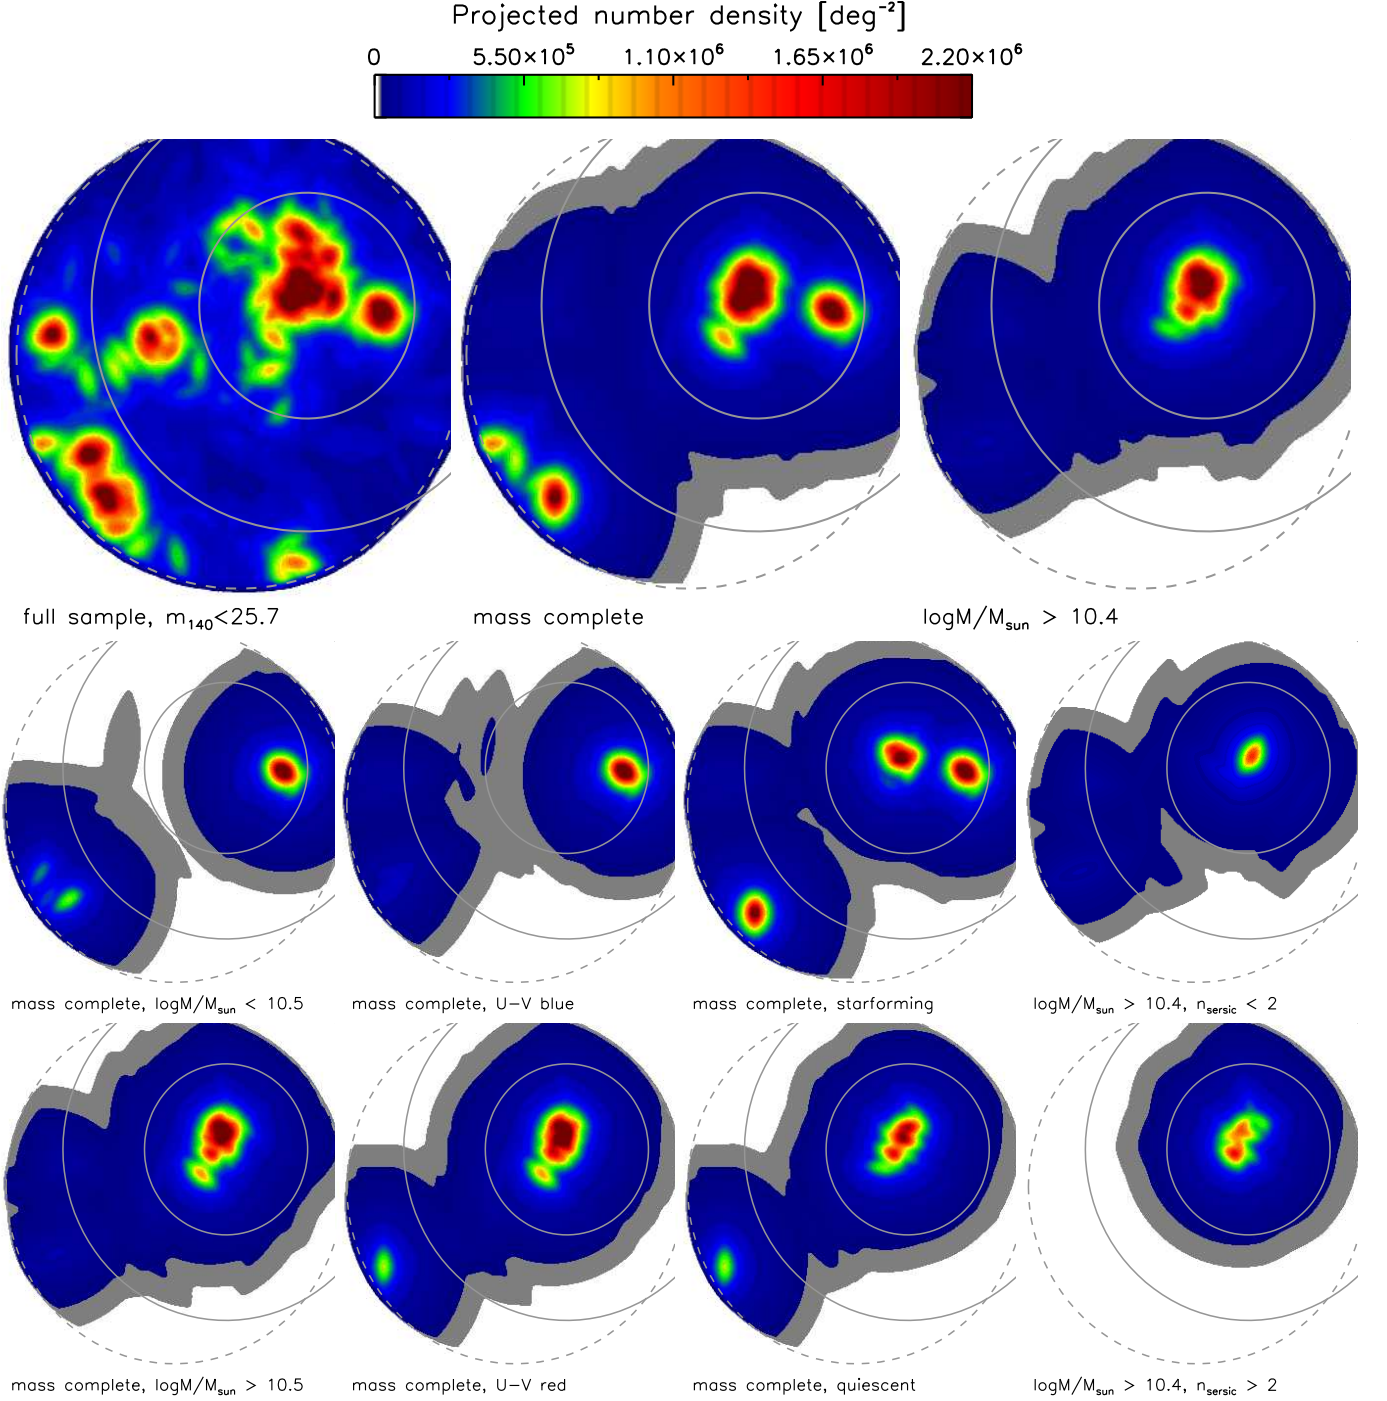 Projected number density [deg⁻²]
0 5.50×10⁵ 1.10×10⁶ 1.65×10⁶ 2.20×10⁶
full sample, m₁₄₀<25.7 mass complete logM/M_sun > 10.4
mass complete, logM/M_sun < 10.5 mass complete, U−V blue mass complete, starforming logM/M_sun > 10.4, n_sersic < 2
mass complete, logM/M_sun > 10.5 mass complete, U−V red mass complete, quiescent logM/M_sun > 10.4, n_sersic > 2